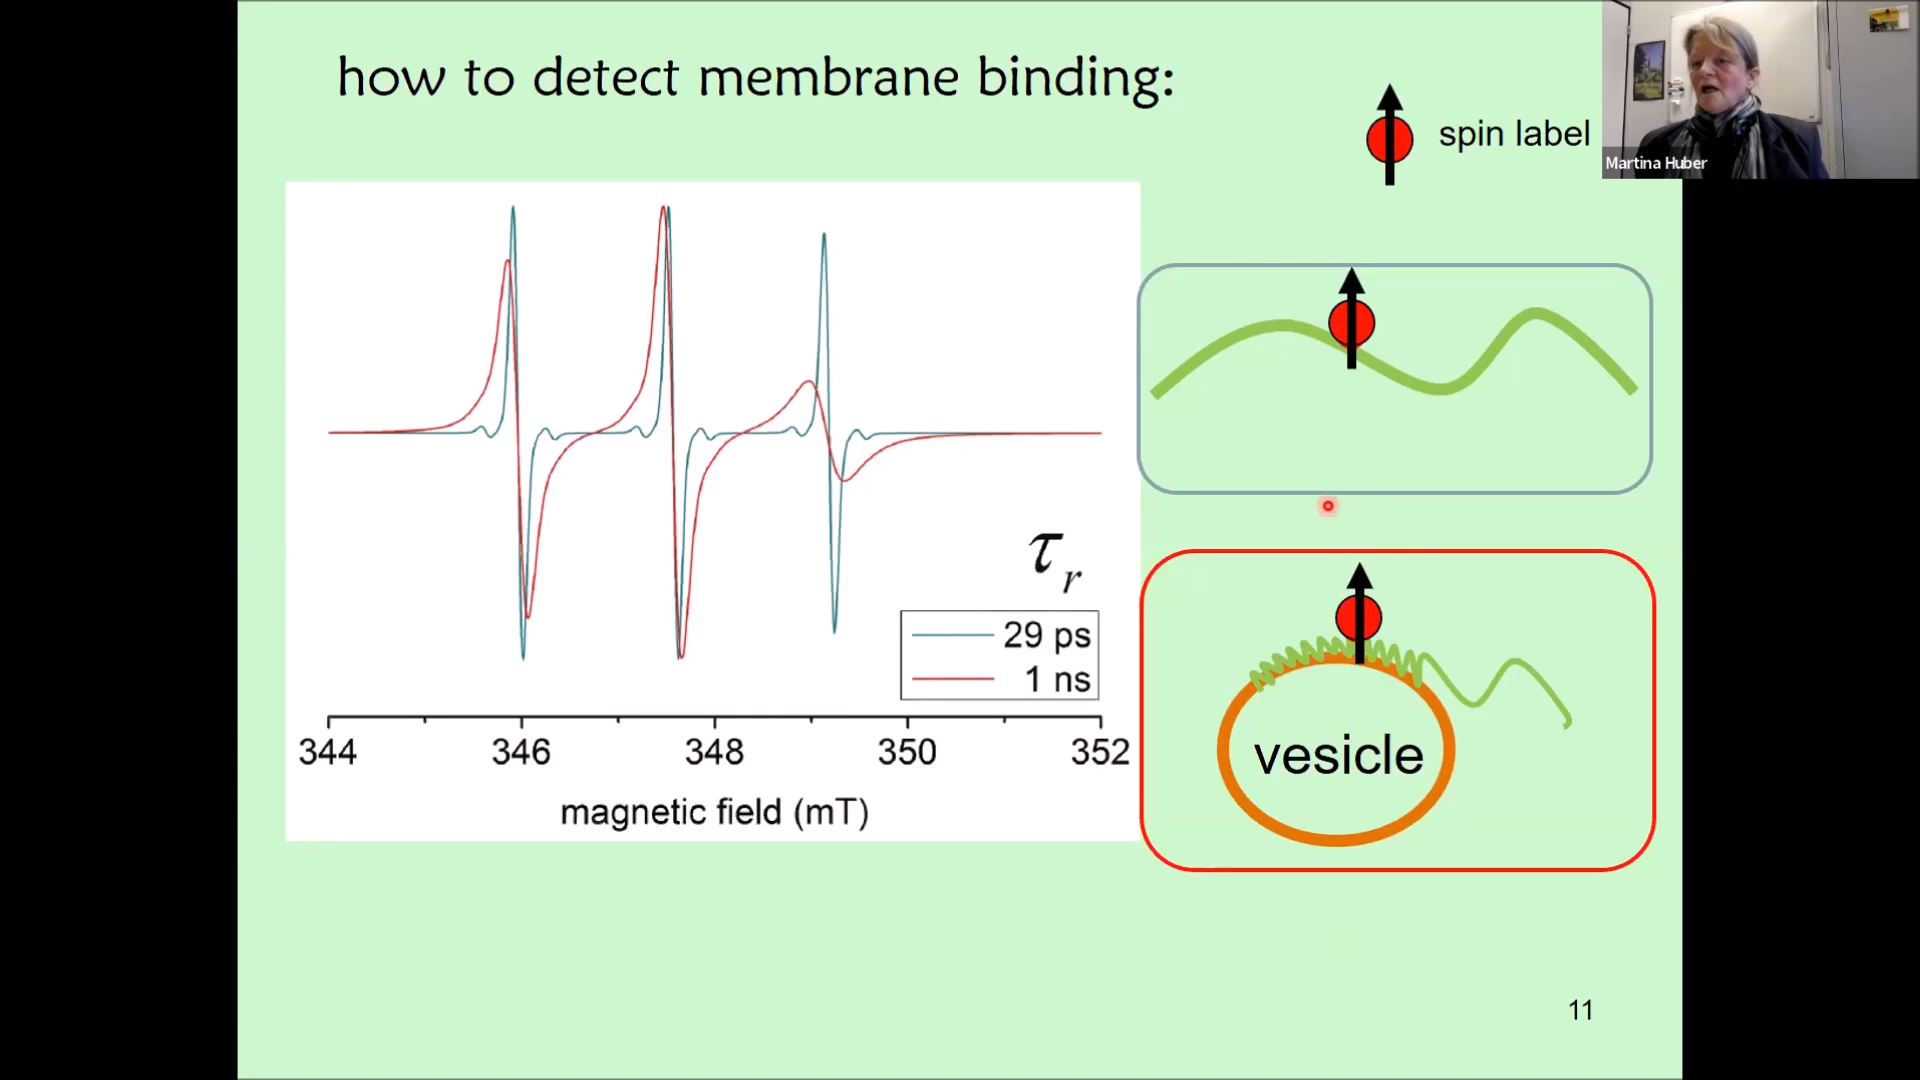 how to detect membrane binding:
spin label
Martina Huber
τr
29 ps
1 ns
344 346 348 350 352
magnetic field (mT)
vesicle
11